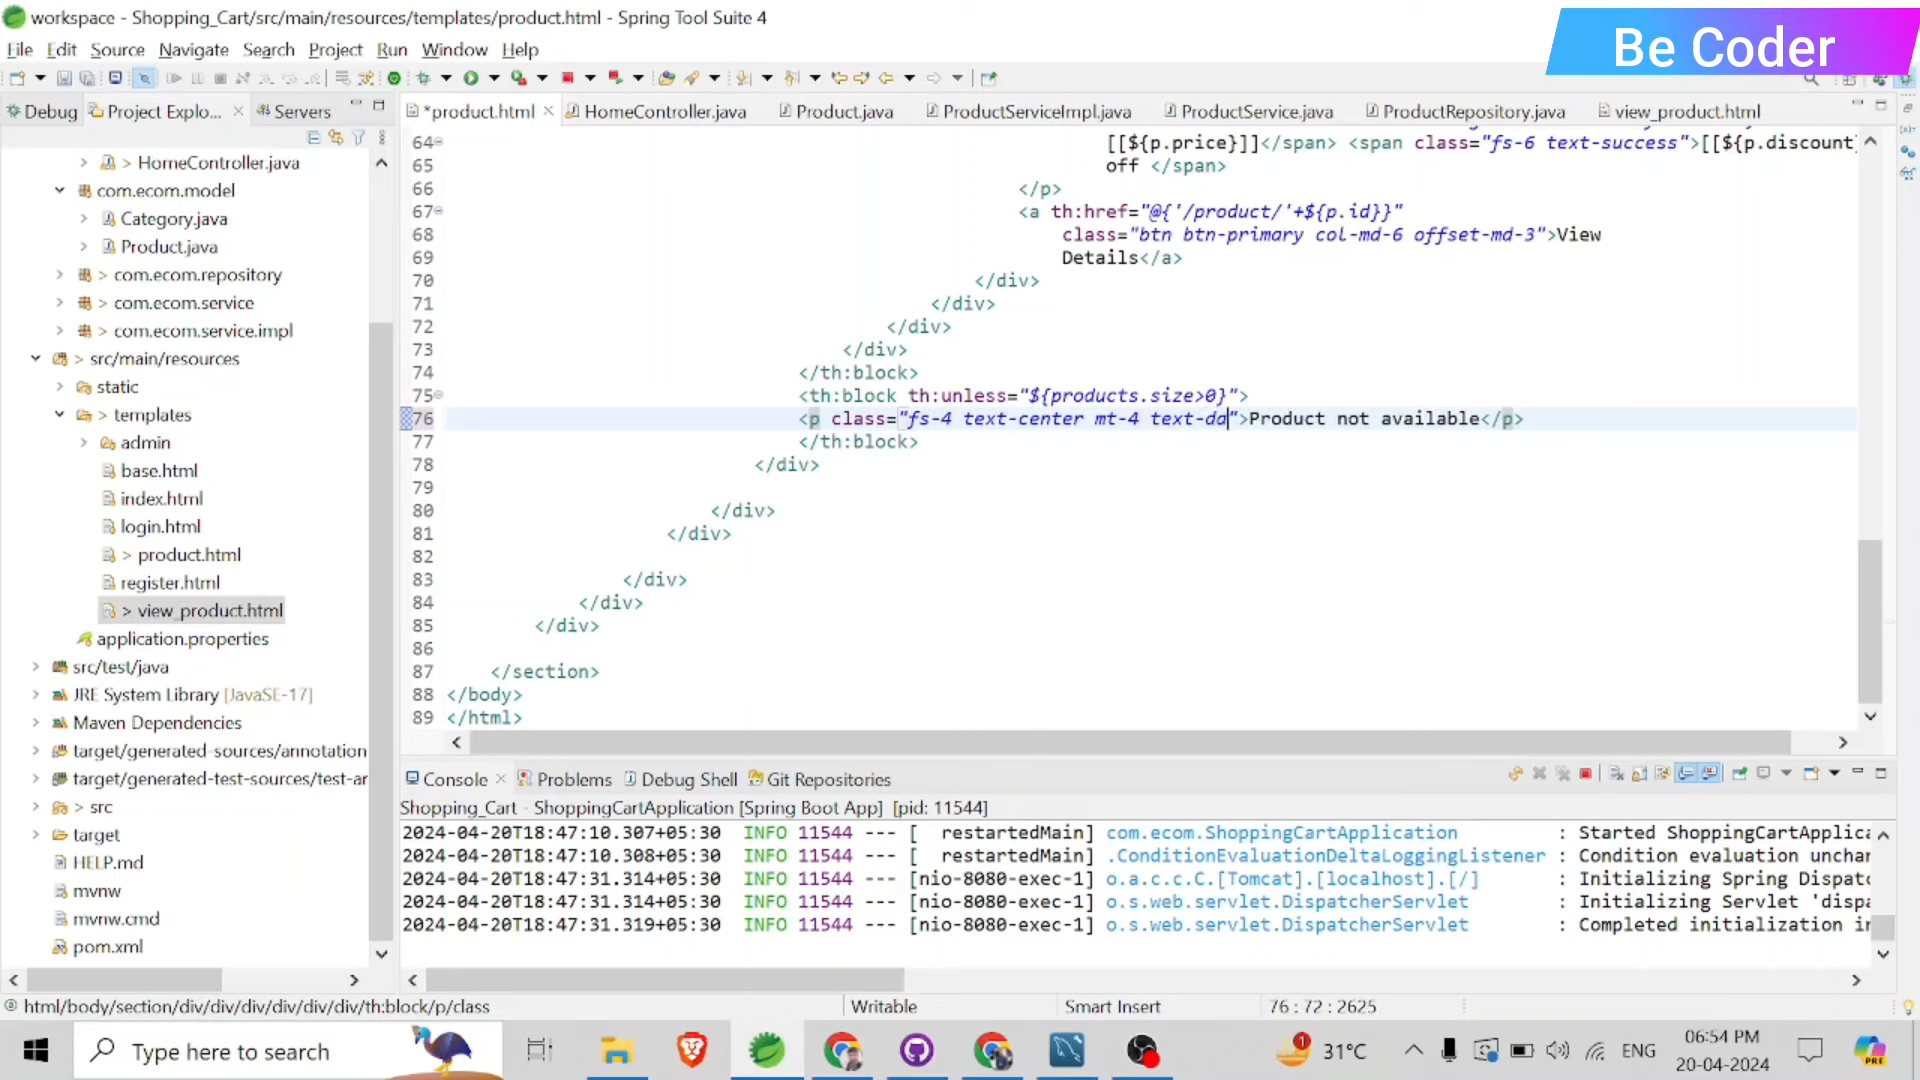 workspace - Shopping_Cart/src/main/resources/templates/product.html - Spring Tool Suite 4
Be Coder
File Edit Source Navigate Search Project Run Window Help
Debug Project Explo... Servers
*product.html HomeController.java Product.java ProductServiceImpl.java ProductService.java ProductRepository.java view_product.html
> HomeController.java
com.ecom.model
Category.java
Product.java
> com.ecom.repository
> com.ecom.service
> com.ecom.service.impl
> src/main/resources
static
> templates
admin
base.html
index.html
login.html
> product.html
register.html
> view_product.html
application.properties
src/test/java
JRE System Library [JavaSE-17]
Maven Dependencies
target/generated-sources/annotation
target/generated-test-sources/test-ar
> src
target
HELP.md
mvnw
mvnw.cmd
pom.xml
64 [[${p.price}]]</span> <span class="fs-6 text-success">[[${p.discount}
65 off </span>
66 </p>
67 <a th:href="@{'/product/'+${p.id}}"
68 class="btn btn-primary col-md-6 offset-md-3">View
69 Details</a>
70 </div>
71 </div>
72 </div>
73 </div>
74 </th:block>
75 <th:block th:unless="${products.size>0}">
76 <p class="fs-4 text-center mt-4 text-da">Product not available</p>
77 </th:block>
78 </div>
79
80 </div>
81 </div>
82
83 </div>
84 </div>
85 </div>
86
87 </section>
88 </body>
89 </html>
Console Problems Debug Shell Git Repositories
Shopping_Cart - ShoppingCartApplication [Spring Boot App] [pid: 11544]
2024-04-20T18:47:10.307+05:30 INFO 11544 --- [ restartedMain] com.ecom.ShoppingCartApplication : Started ShoppingCartApplica
2024-04-20T18:47:10.308+05:30 INFO 11544 --- [ restartedMain] .ConditionEvaluationDeltaLoggingListener : Condition evaluation unchan
2024-04-20T18:47:31.314+05:30 INFO 11544 --- [nio-8080-exec-1] o.a.c.c.C.[Tomcat].[localhost].[/] : Initializing Spring Dispatc
2024-04-20T18:47:31.314+05:30 INFO 11544 --- [nio-8080-exec-1] o.s.web.servlet.DispatcherServlet : Initializing Servlet 'dispa
2024-04-20T18:47:31.319+05:30 INFO 11544 --- [nio-8080-exec-1] o.s.web.servlet.DispatcherServlet : Completed initialization in
html/body/section/div/div/div/div/div/div/th:block/p/class Writable Smart Insert 76 : 72 : 2625
Type here to search
1
31°C
ENG
06:54 PM
20-04-2024
PRE